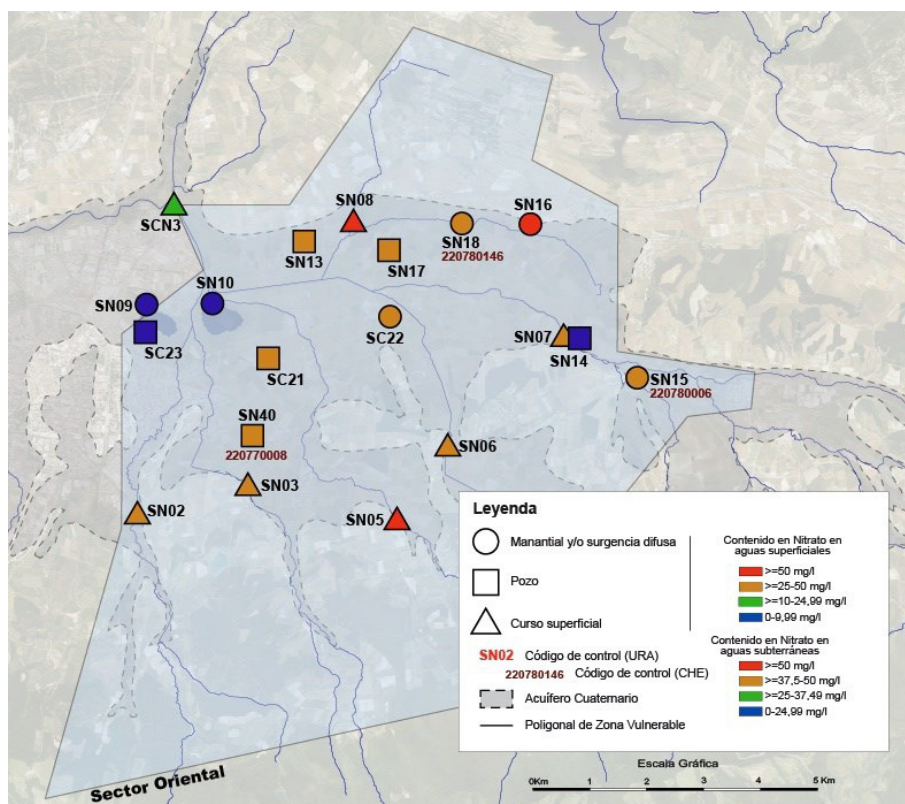 SN08
SN16
SCN3
SN18
220780146
SN13
SN17
SN10
SN09
SC22
SN07
SC23
SN14
SC21
SN15
220780006
SN40
220770008
SN06
SN03
SN02
SN05
Leyenda
Manantial y/o surgencia difusa
Pozo
Curso superficial
SN02 Código de control (URA)
220780146 Código de control (CHE)
Acuífero Cuaternario
Poligonal de Zona Vulnerable
Contenido en Nitrato en
aguas superficiales
>=50 mg/l
>=25-50 mg/l
>=10-24,99 mg/l
0-9,99 mg/l
Contenido en Nitrato en
aguas subterráneas
>=50 mg/l
>=37,5-50 mg/l
>=25-37,49 mg/l
0-24,99 mg/l
Sector Oriental
Escala Gráfica
0Km 1 2 3 4 5 Km